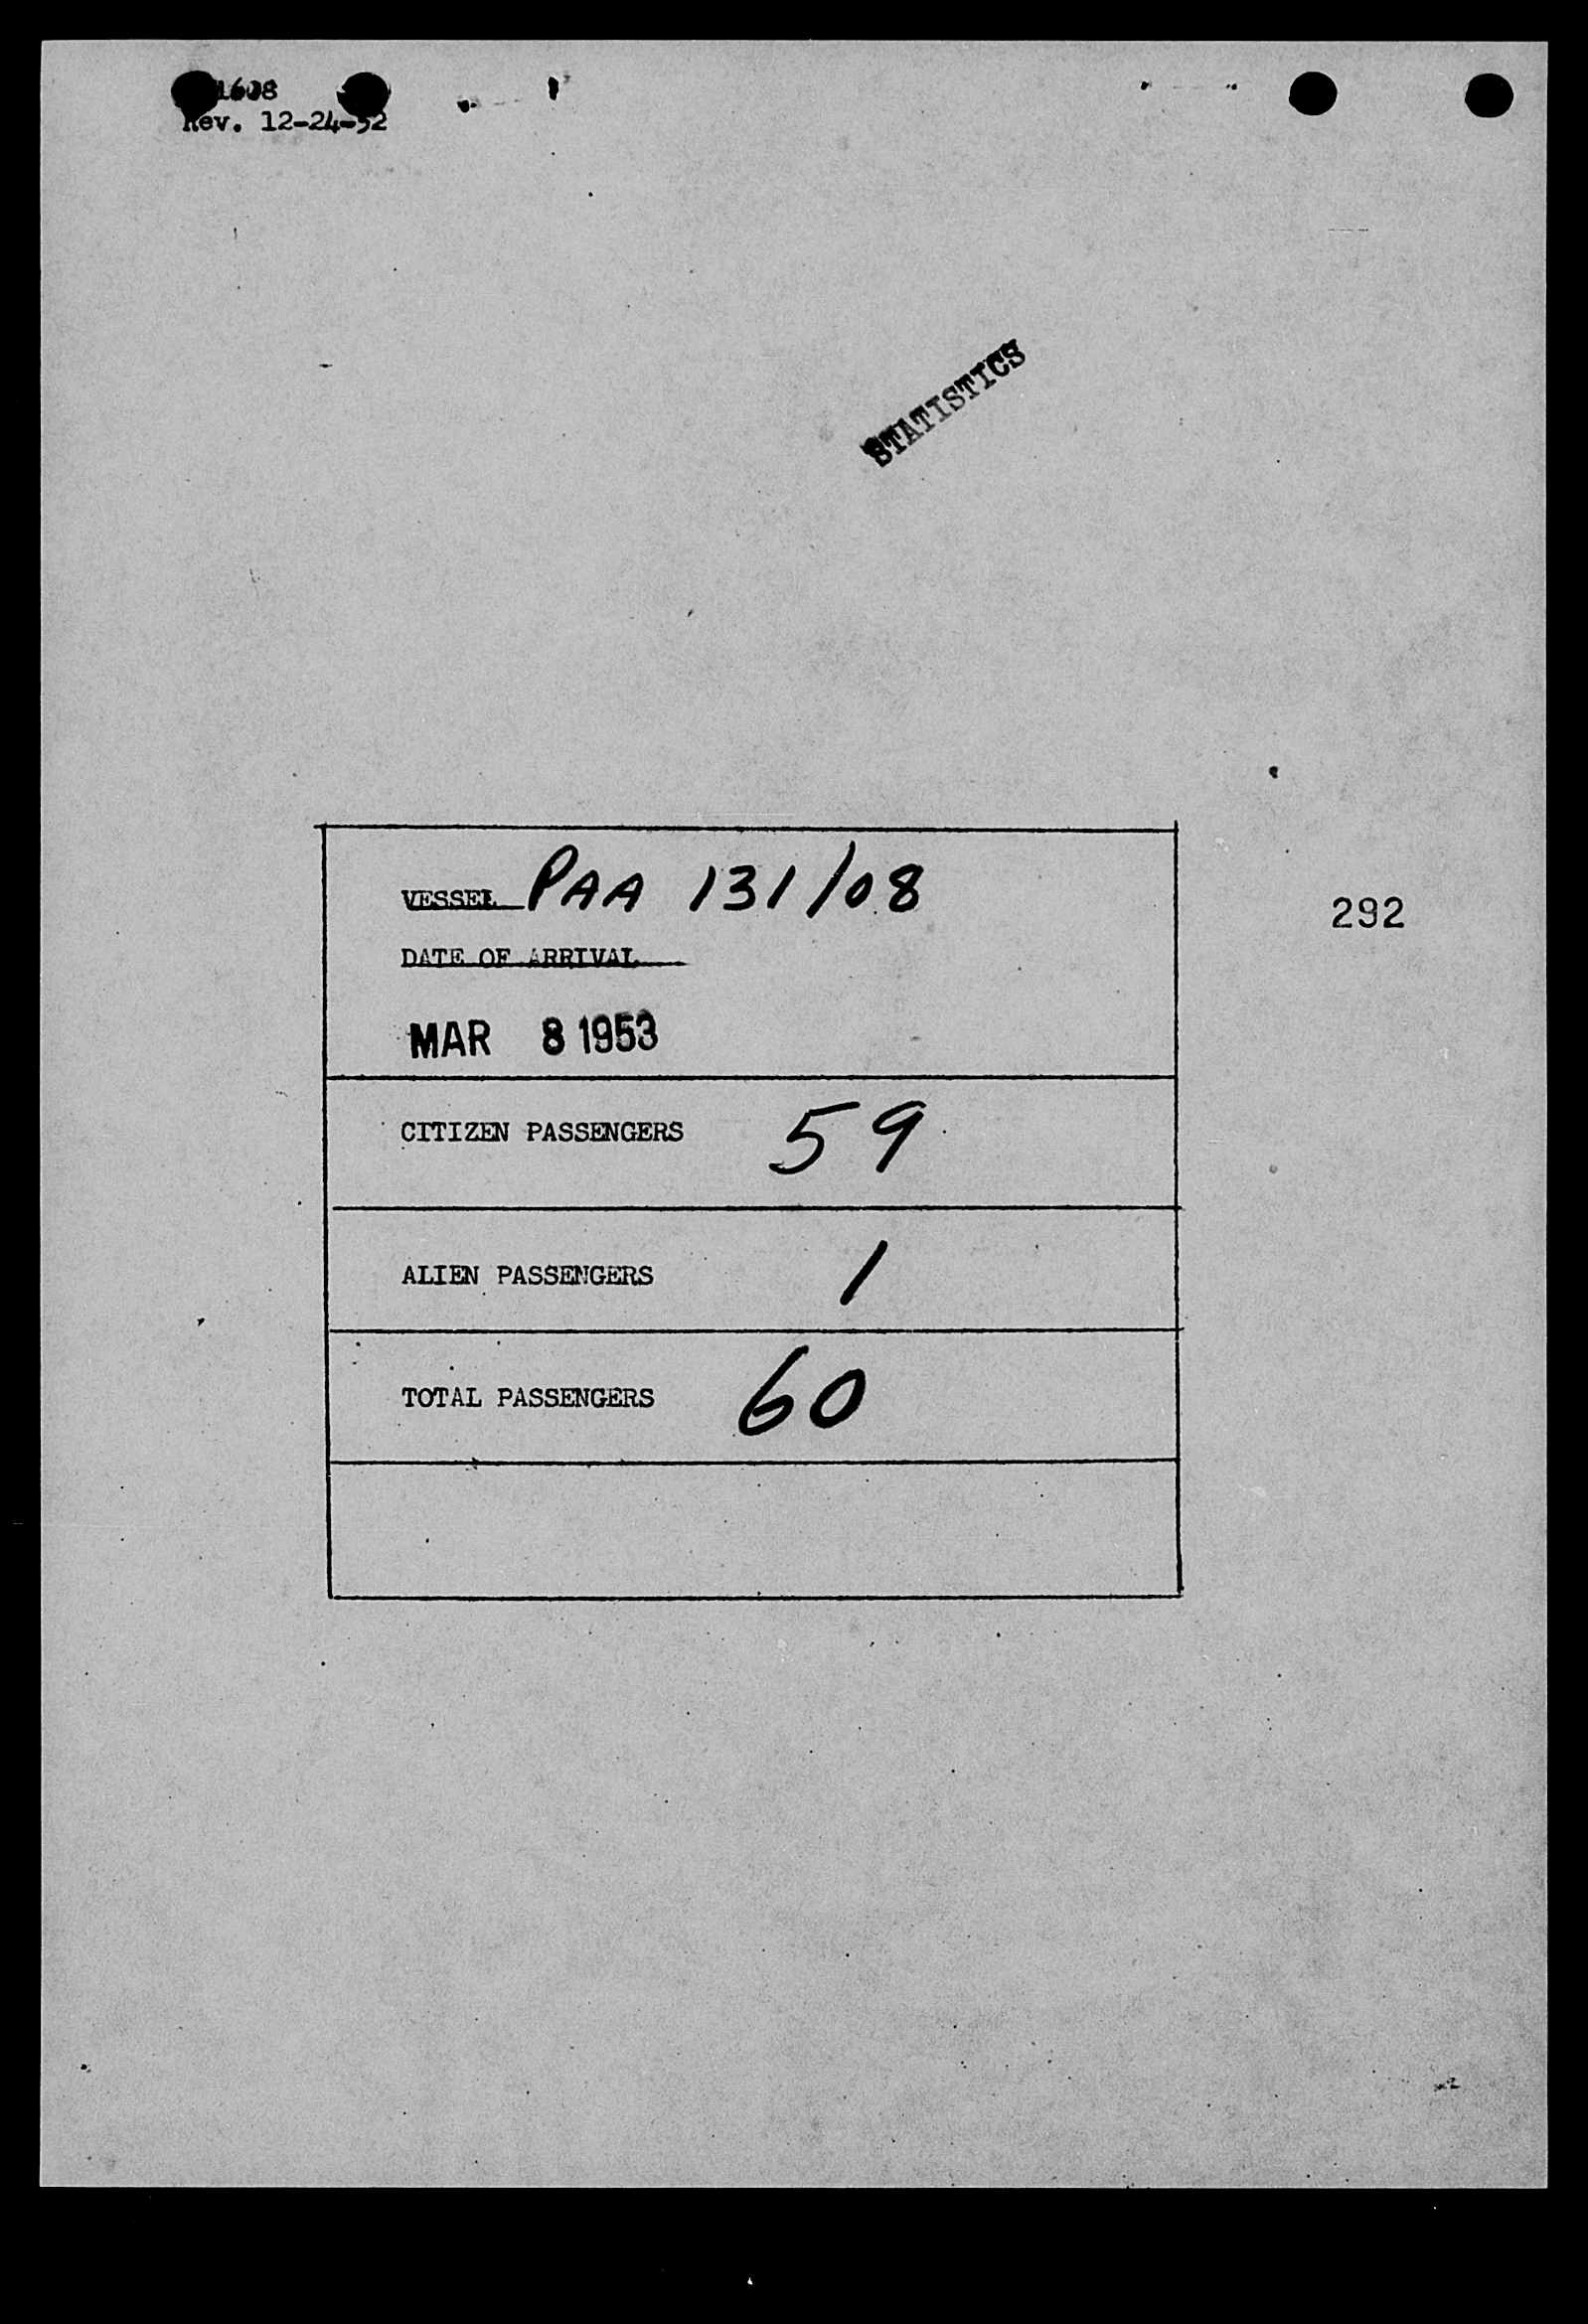 1608
Rev. 12-24-52
STATISTICS
VESSEL PAA 131/08
292
DATE OF ARRIVAL
MAR 8 1953
CITIZEN PASSENGERS 59
ALIEN PASSENGERS 1
TOTAL PASSENGERS 60